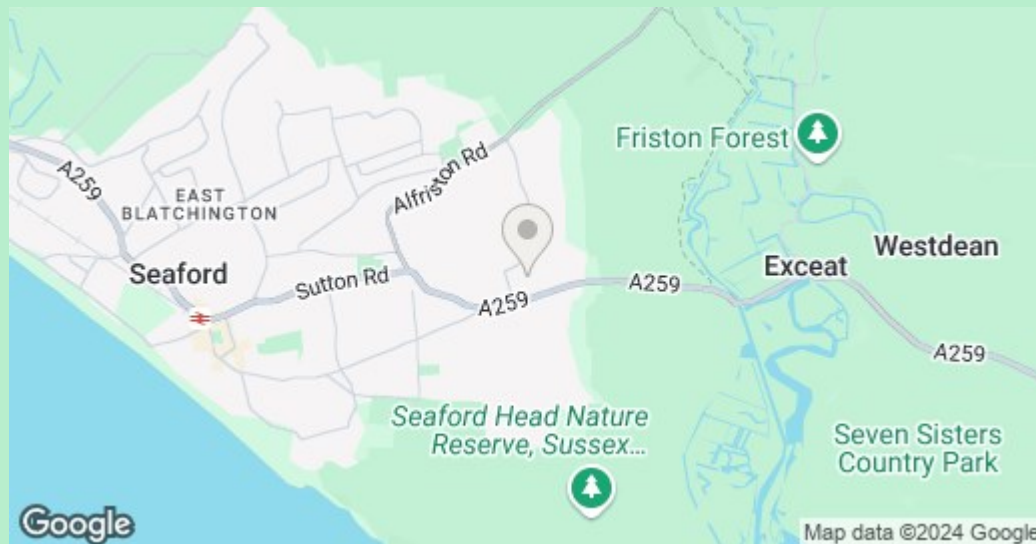 Friston Forest
Alfriston Rd
A259
EAST
BLATCHINGTON
Westdean
Seaford
Exceat
Sutton Rd
A259
A259
A259
Seaford Head Nature
Reserve, Sussex...
Seven Sisters
Country Park
Google
Map data ©2024 Google